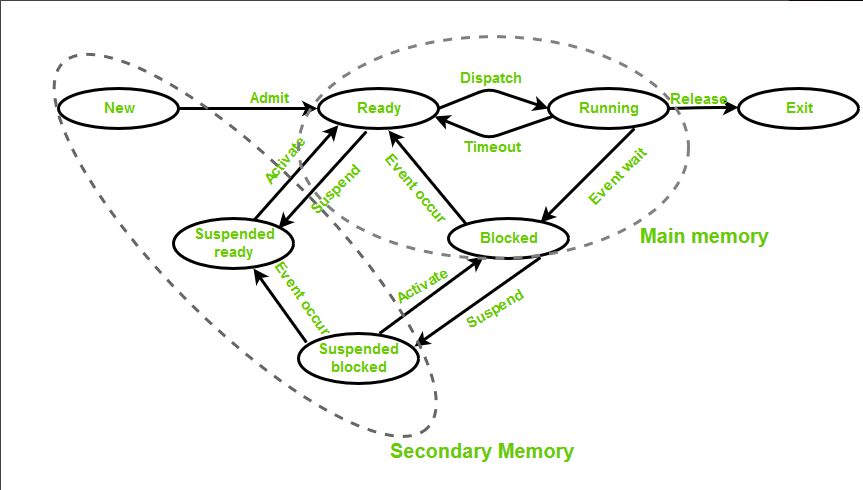 Dispatch
Admit
Release
New
Ready
Running
Exit
Timeout
Activate
Suspend
Event occur
Event wait
Suspended
ready
Blocked
Main memory
Event occur
Activate
Suspend
Suspended
blocked
Secondary Memory